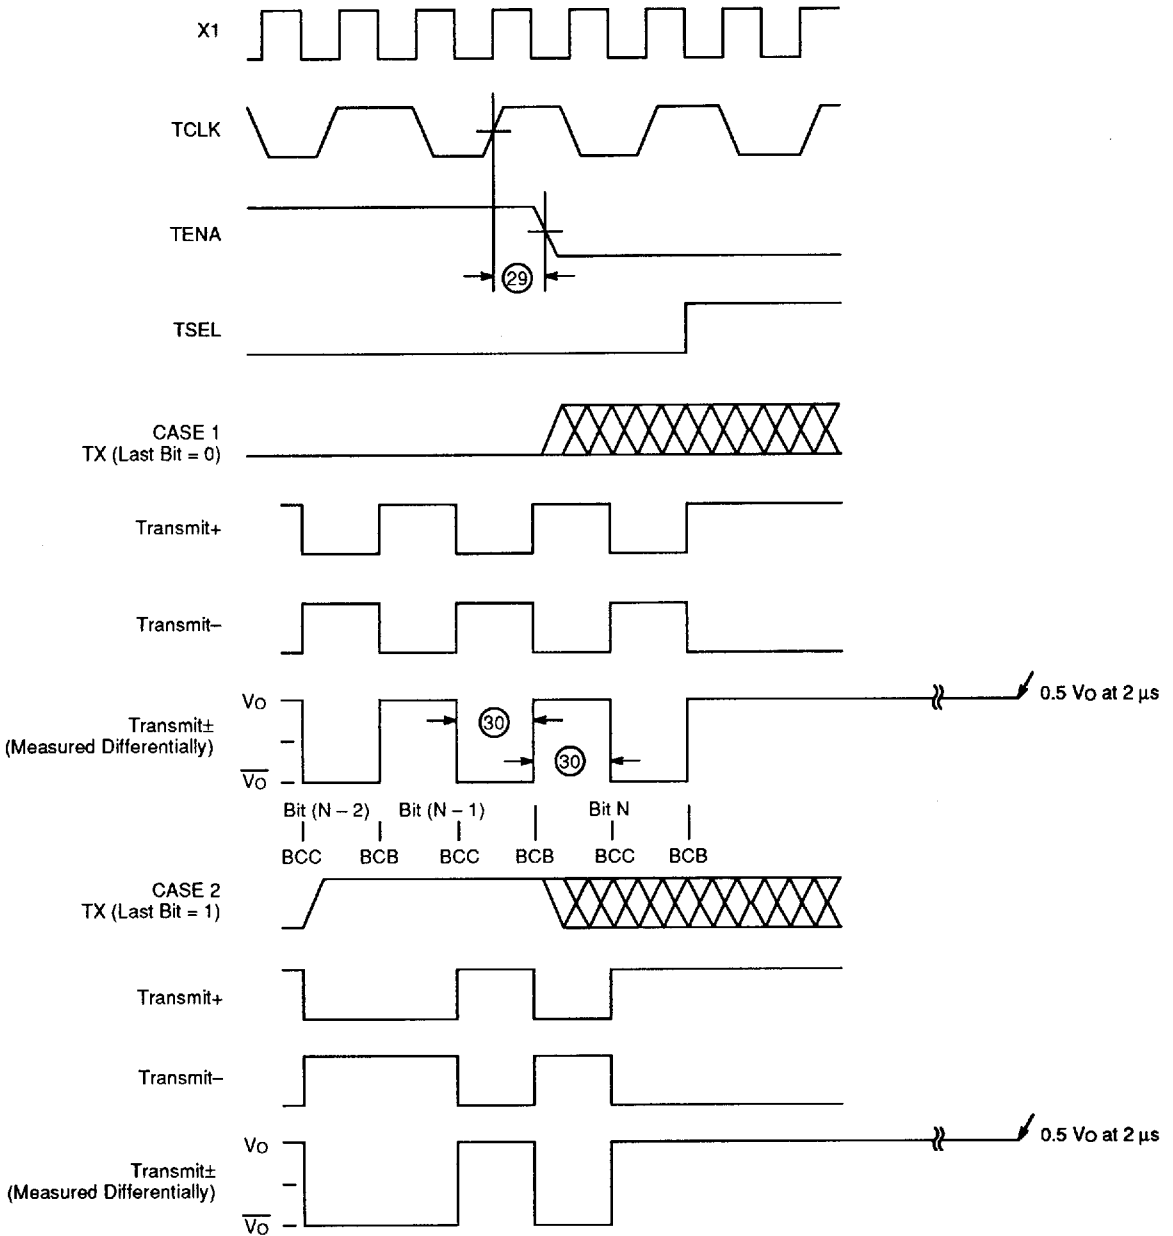 X1
TCLK
TENA
29
TSEL
CASE 1
TX (Last Bit = 0)
Transmit+
Transmit–
VO
0.5 VO at 2 µs
Transmit±
(Measured Differentially)
30
30
VO
Bit (N – 2) Bit (N – 1) Bit N
BCC BCB BCC BCB BCC BCB
CASE 2
TX (Last Bit = 1)
Transmit+
Transmit–
VO
0.5 VO at 2 µs
Transmit±
(Measured Differentially)
VO